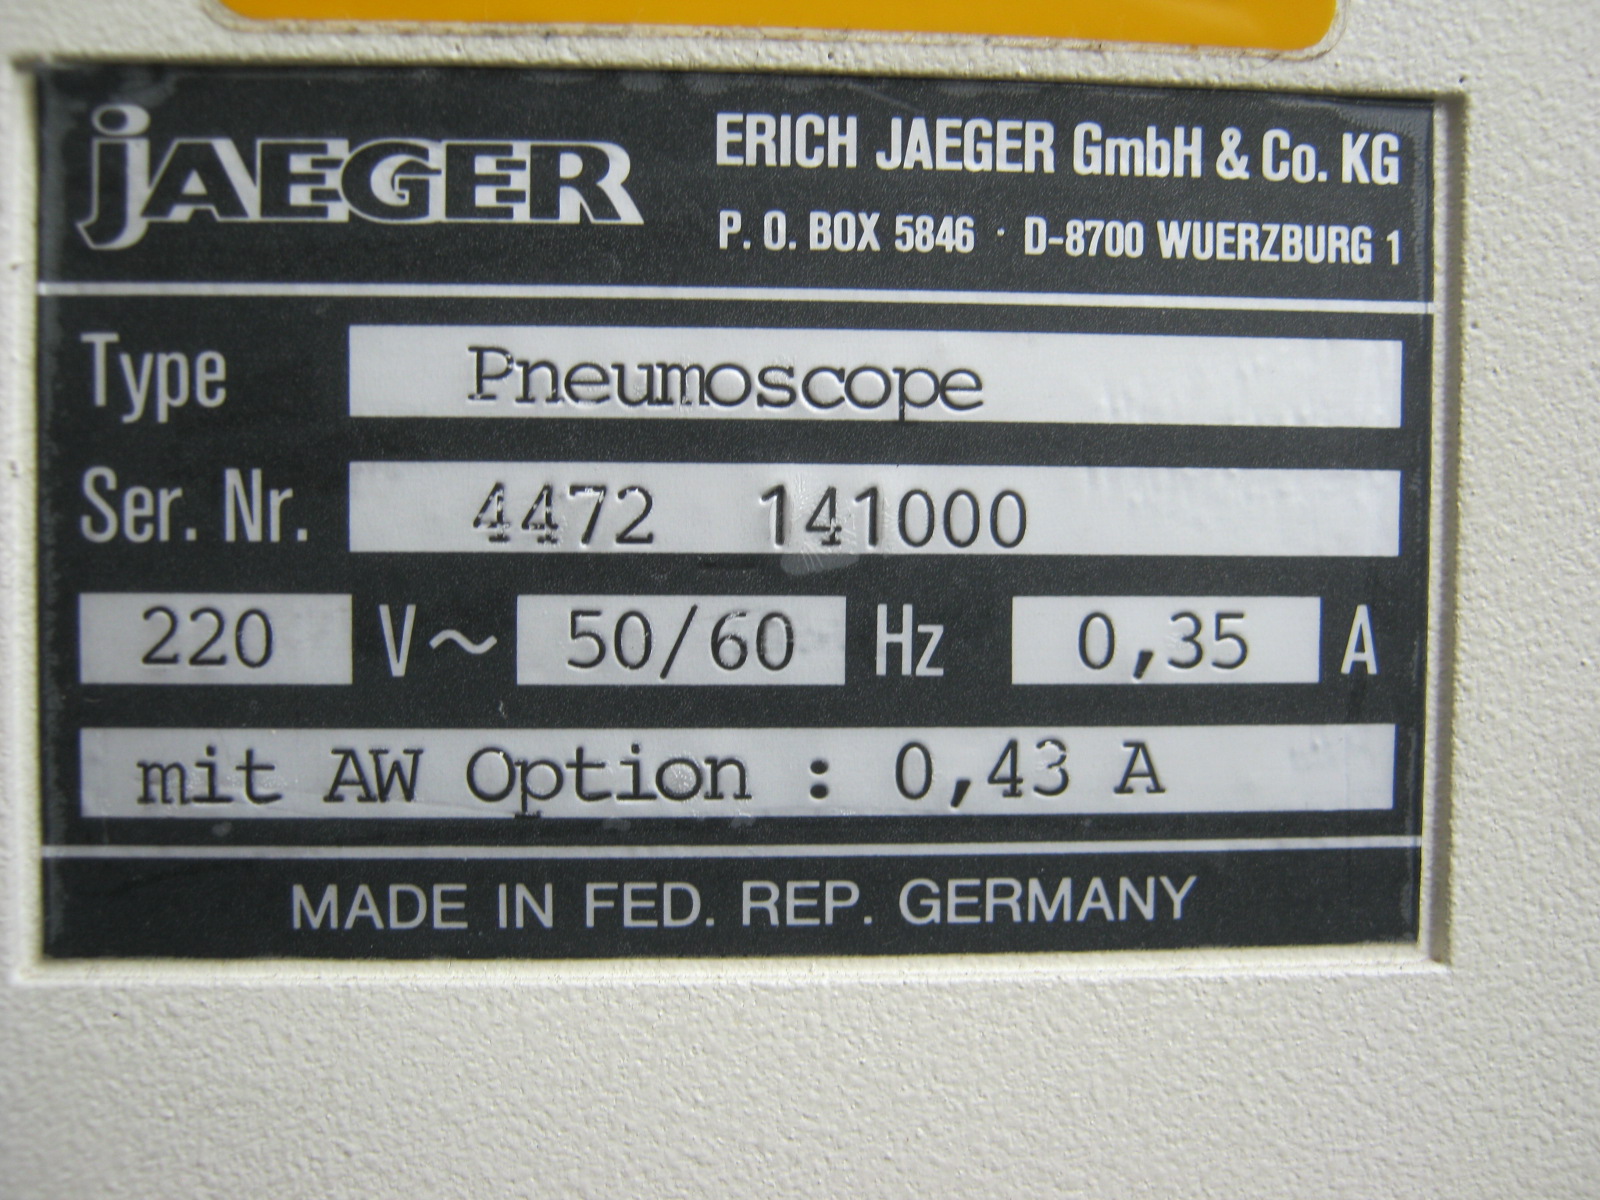 jAEGER
ERICH JAEGER GmbH & Co. KG
P. O. BOX 5846 · D-8700 WUERZBURG 1
Type Pneumoscope
Ser. Nr. 4472 141000
220 V~ 50/60 Hz 0,35 A
mit AW Option : 0,43 A
MADE IN FED. REP. GERMANY